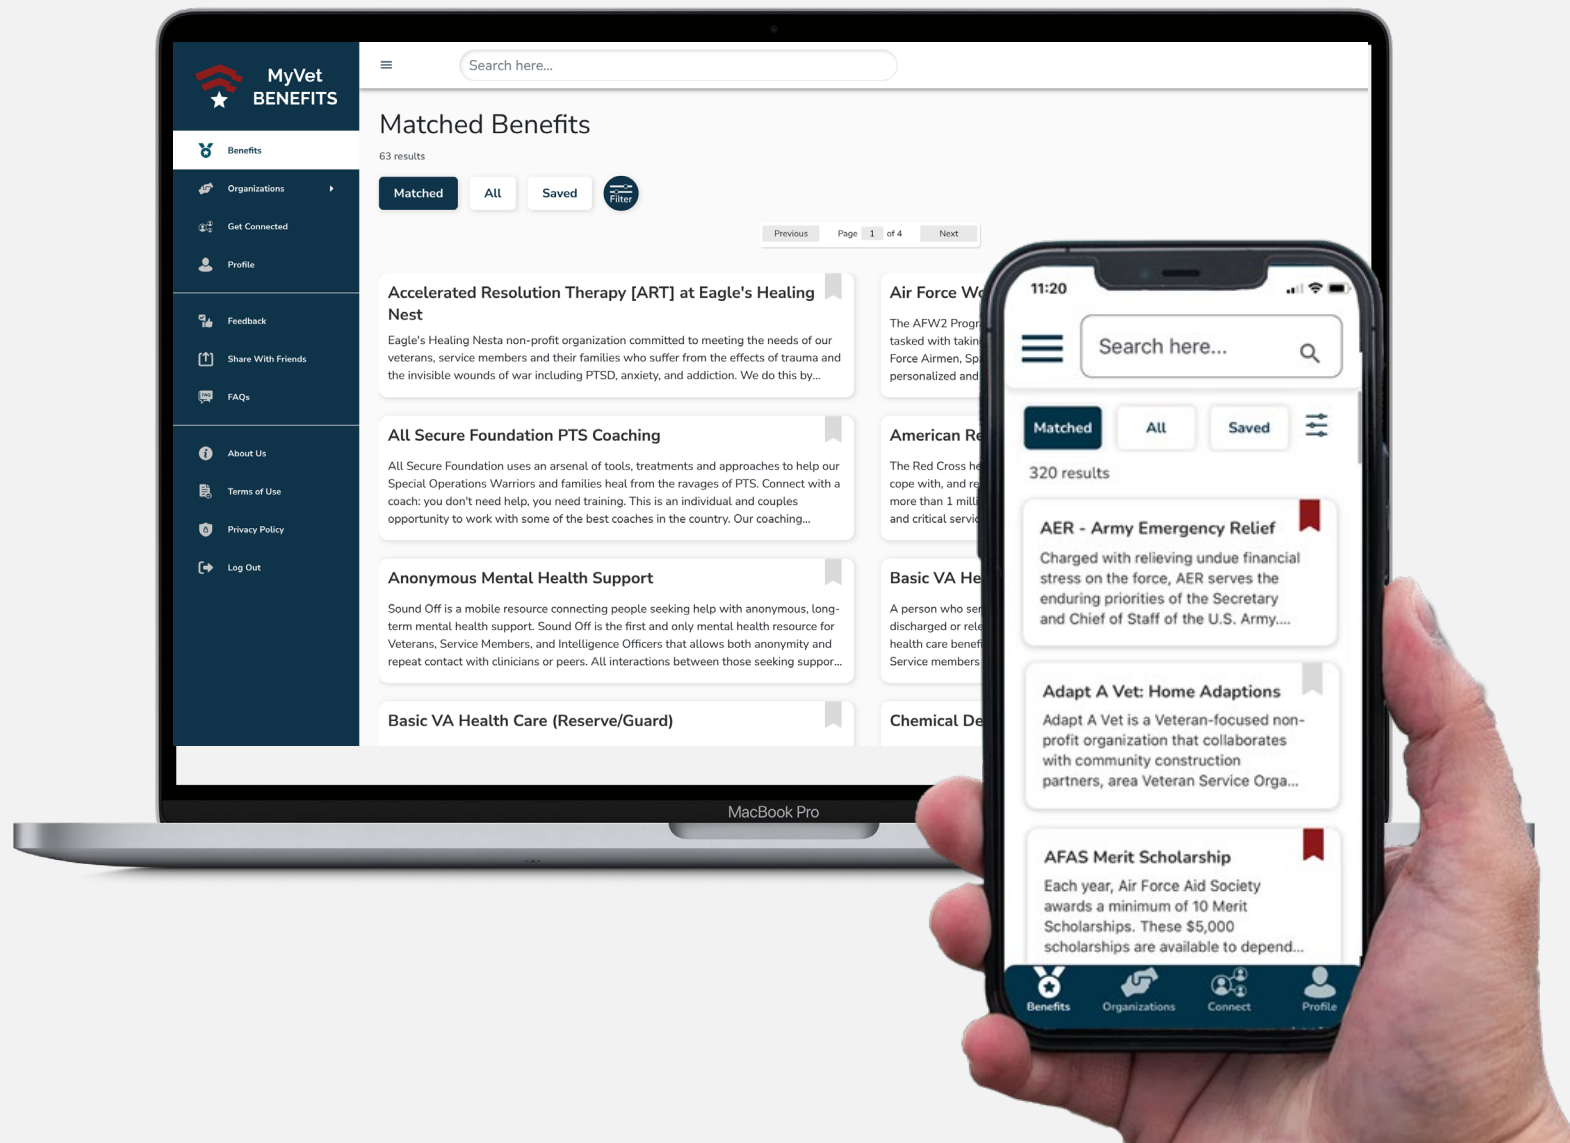 MyVet
BENEFITS
Benefits
Organizations
Get Connected
Profile
Feedback
Share With Friends
FAQ
FAQs
About Us
Terms of Use
Privacy Policy
Log Out
Search here...
Matched Benefits
63 results
Matched All Saved Filter
Previous Page 1 of 4 Next
Accelerated Resolution Therapy [ART] at Eagle's Healing
Nest
Eagle's Healing Nesta non-profit organization committed to meeting the needs of our
veterans, service members and their families who suffer from the effects of trauma and
the invisible wounds of war including PTSD, anxiety, and addiction. We do this by...
All Secure Foundation PTS Coaching
All Secure Foundation uses an arsenal of tools, treatments and approaches to help our
Special Operations Warriors and families heal from the ravages of PTS. Connect with a
coach: you don't need help, you need training. This is an individual and couples
opportunity to work with some of the best coaches in the country. Our coaching...
Anonymous Mental Health Support
Sound Off is a mobile resource connecting people seeking help with anonymous, long-
term mental health support. Sound Off is the first and only mental health resource for
Veterans, Service Members, and Intelligence Officers that allows both anonymity and
repeat contact with clinicians or peers. All interactions between those seeking suppor...
Basic VA Health Care (Reserve/Guard)
Air Force Wo
The AFW2 Progr
tasked with takin
Force Airmen, Sp
personalized and
American Re
The Red Cross he
cope with, and re
more than 1 milli
and critical servic
Basic VA He
A person who ser
discharged or rele
health care benef
Service members
Chemical De
MacBook Pro
11:20
Search here...
Matched All Saved
320 results
AER - Army Emergency Relief
Charged with relieving undue financial
stress on the force, AER serves the
enduring priorities of the Secretary
and Chief of Staff of the U.S. Army....
Adapt A Vet: Home Adaptions
Adapt A Vet is a Veteran-focused non-
profit organization that collaborates
with community construction
partners, area Veteran Service Orga...
AFAS Merit Scholarship
Each year, Air Force Aid Society
awards a minimum of 10 Merit
Scholarships. These $5,000
scholarships are available to depend...
Benefits Organizations Connect Profile